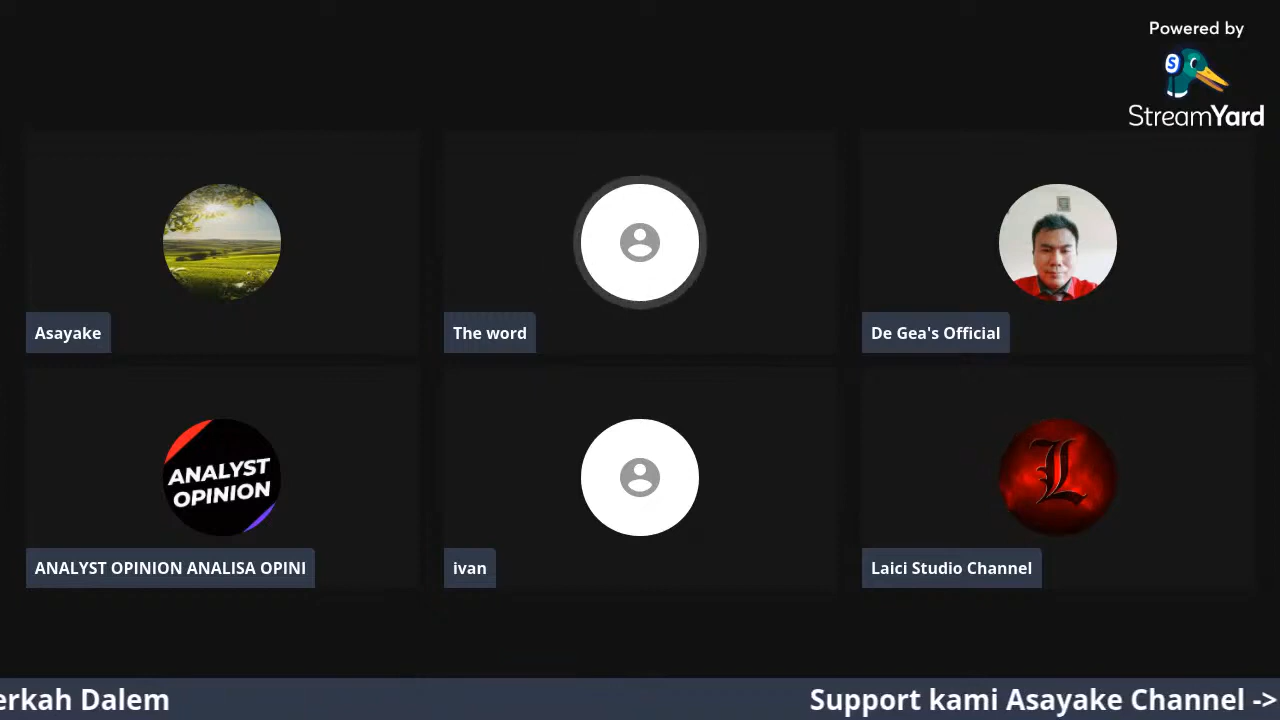 Powered by
S
StreamYard
Asayake
The word
De Gea's Official
ANALYST
OPINION
ANALYST OPINION ANALISA OPINI
ivan
L
Laici Studio Channel
erkah Dalem
Support kami Asayake Channel ->